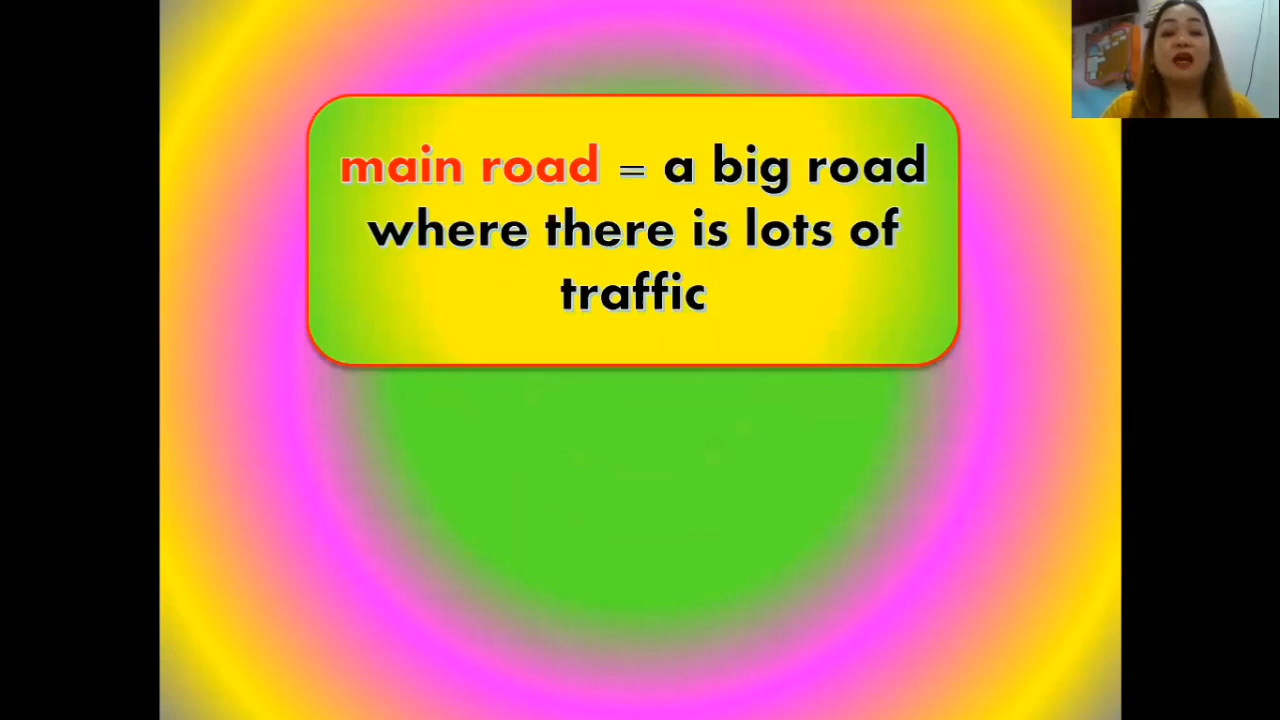 main road = a big road
where there is lots of
traffic